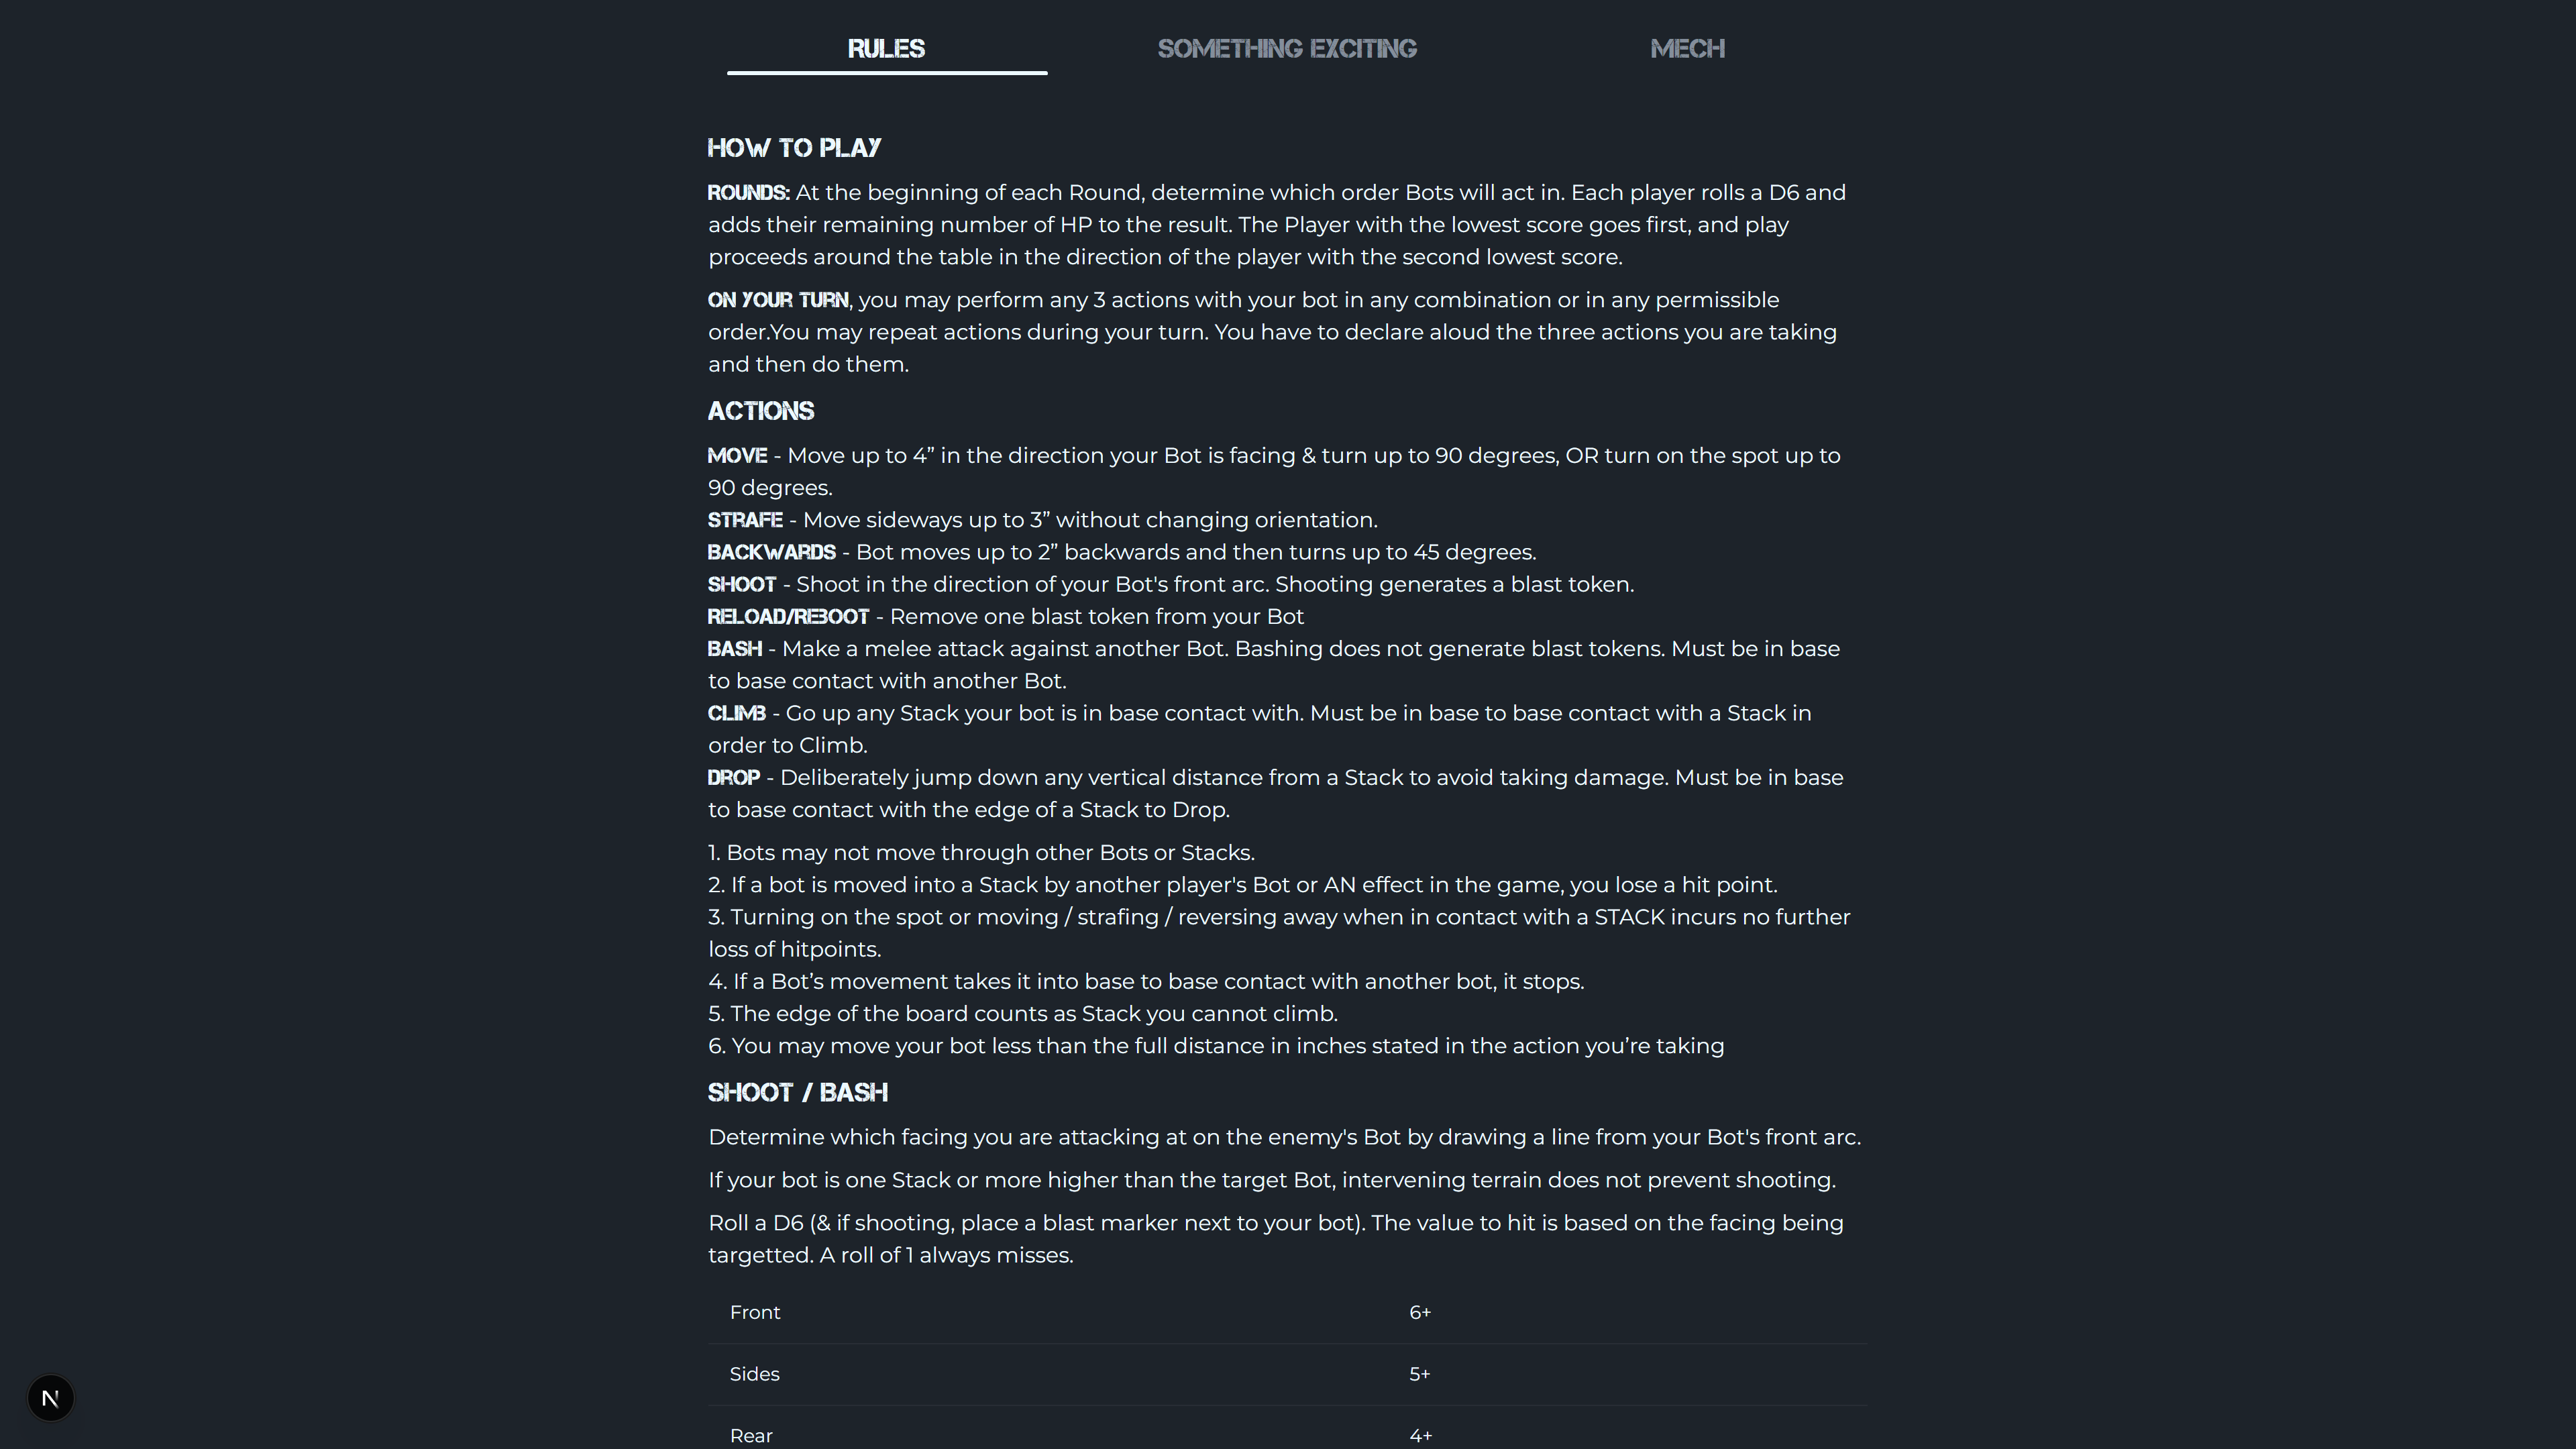 RULES
SOMETHING EXCITING
MECH
HOW TO PLAY
ROUNDS: At the beginning of each Round, determine which order Bots will act in. Each player rolls a D6 and
adds their remaining number of HP to the result. The Player with the lowest score goes first, and play
proceeds around the table in the direction of the player with the second lowest score.
ON YOUR TURN, you may perform any 3 actions with your bot in any combination or in any permissible
order.You may repeat actions during your turn. You have to declare aloud the three actions you are taking
and then do them.
ACTIONS
MOVE - Move up to 4” in the direction your Bot is facing & turn up to 90 degrees, OR turn on the spot up to
90 degrees.
STRAFE - Move sideways up to 3” without changing orientation.
BACKWARDS - Bot moves up to 2” backwards and then turns up to 45 degrees.
SHOOT - Shoot in the direction of your Bot's front arc. Shooting generates a blast token.
RELOAD/REBOOT - Remove one blast token from your Bot
BASH - Make a melee attack against another Bot. Bashing does not generate blast tokens. Must be in base
to base contact with another Bot.
CLIMB - Go up any Stack your bot is in base contact with. Must be in base to base contact with a Stack in
order to Climb.
DROP - Deliberately jump down any vertical distance from a Stack to avoid taking damage. Must be in base
to base contact with the edge of a Stack to Drop.
1. Bots may not move through other Bots or Stacks.
2. If a bot is moved into a Stack by another player's Bot or AN effect in the game, you lose a hit point.
3. Turning on the spot or moving / strafing / reversing away when in contact with a STACK incurs no further
loss of hitpoints.
4. If a Bot’s movement takes it into base to base contact with another bot, it stops.
5. The edge of the board counts as Stack you cannot climb.
6. You may move your bot less than the full distance in inches stated in the action you’re taking
SHOOT / BASH
Determine which facing you are attacking at on the enemy's Bot by drawing a line from your Bot's front arc.
If your bot is one Stack or more higher than the target Bot, intervening terrain does not prevent shooting.
Roll a D6 (& if shooting, place a blast marker next to your bot). The value to hit is based on the facing being
targetted. A roll of 1 always misses.
Front 6+
Sides 5+
Rear 4+
N